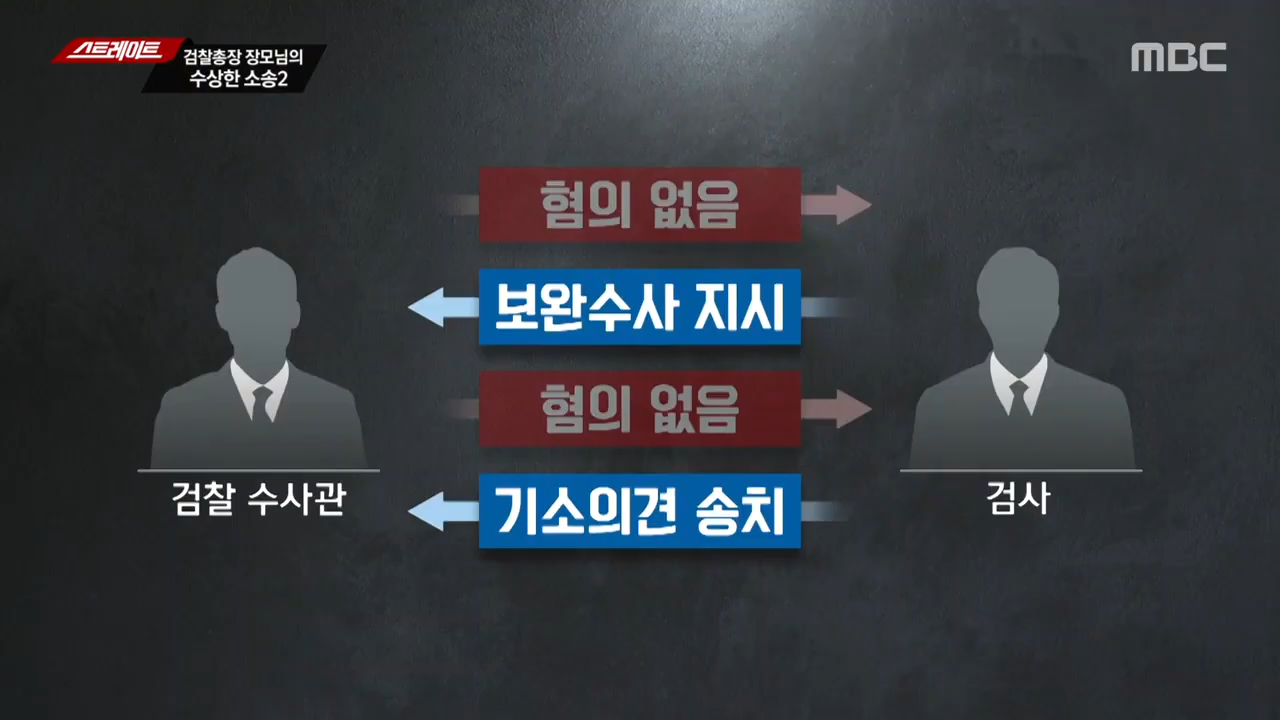 스트레이트
검찰총장 장모님의
수상한 소송2
MBC
혐의 없음
보완수사 지시
혐의 없음
기소의견 송치
검찰 수사관
검사